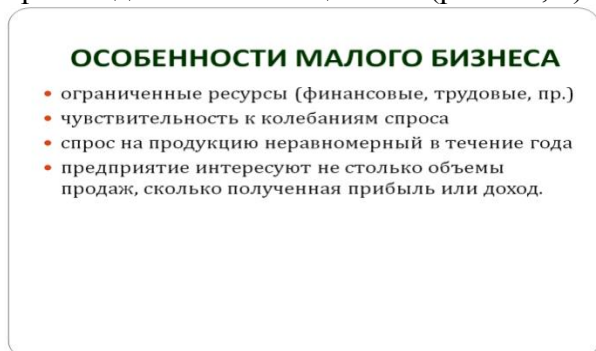 ОСОБЕННОСТИ МАЛОГО БИЗНЕСА
• ограниченные ресурсы (финансовые, трудовые, пр.)
• чувствительность к колебаниям спроса
• спрос на продукцию неравномерный в течение года
• предприятие интересуют не столько объемы
продаж, сколько полученная прибыль или доход.